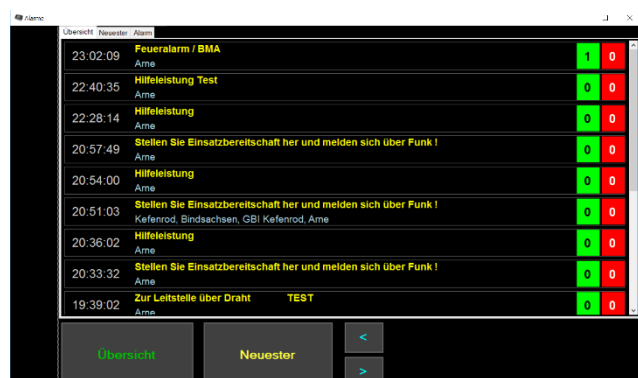 Alarme
Übersicht Neuester Alarm
23:02:09 Feueralarm / BMA 1 0
Arne
22:40:35 Hilfeleistung Test 0 0
Arne
22:28:14 Hilfeleistung 0 0
Arne
20:57:49 Stellen Sie Einsatzbereitschaft her und melden sich über Funk ! 0 0
Arne
20:54:00 Hilfeleistung 0 0
Arne
20:51:03 Stellen Sie Einsatzbereitschaft her und melden sich über Funk ! 0 0
Kefenrod, Bindsachsen, GBI Kefenrod, Arne
20:36:02 Hilfeleistung 0 0
Arne
20:33:32 Stellen Sie Einsatzbereitschaft her und melden sich über Funk ! 0 0
Arne
19:39:02 Zur Leitstelle über Draht TEST 0 0
Arne
Übersicht Neuester <
>